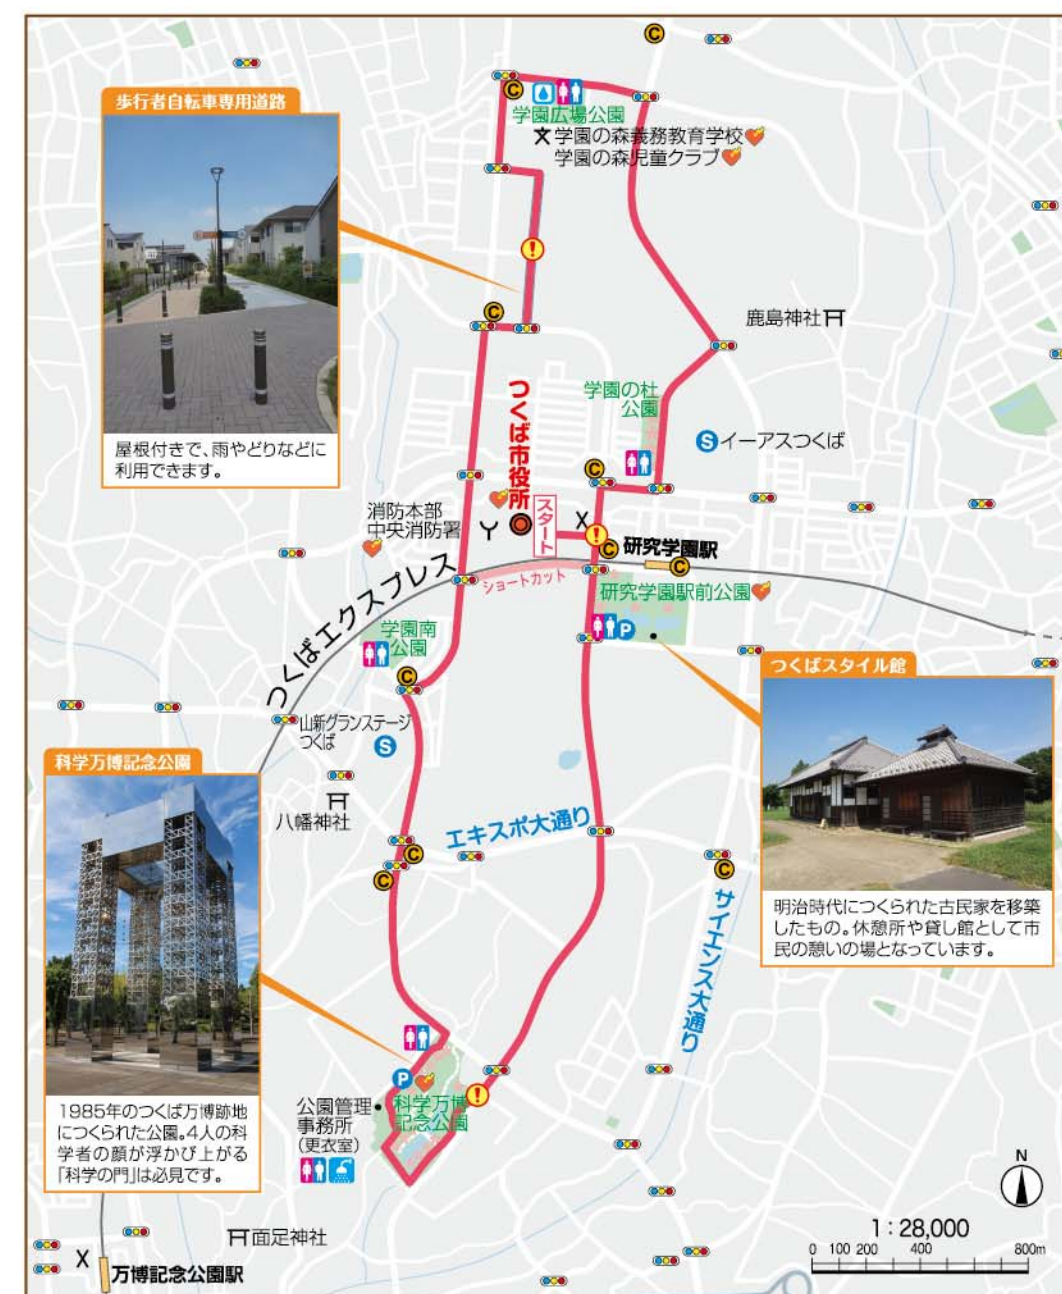 歩行者自転車専用道路
屋根付きで、雨やどりなどに
利用できます。
学園広場公園
学園の森義務教育学校
学園の森児童クラブ
鹿島神社
学園の杜
公園
S イーアスつくば
つくば市役所
スタート
消防本部
中央消防署
研究学園駅
ショートカット
つくばエクスプレス
研究学園駅前公園
P
学園南
公園
つくばスタイル館
明治時代につくられた古民家を移築
したもの。休憩所や貸し館として市
民の憩いの場となっています。
山新グランステージ
つくば
S
八幡神社
エキスポ大通り
サイエンス大通り
科学万博記念公園
1985年のつくば万博跡地
につくられた公園。4人の科
学者の顔が浮かび上がる
「科学の門」は必見です。
P
科学万博
記念公園
公園管理
事務所
(更衣室)
面足神社
万博記念公園駅
N
1:28,000
0 100 200 400 800m
C
C
C
C
C
C
C
C
C
C
C
!
!
!